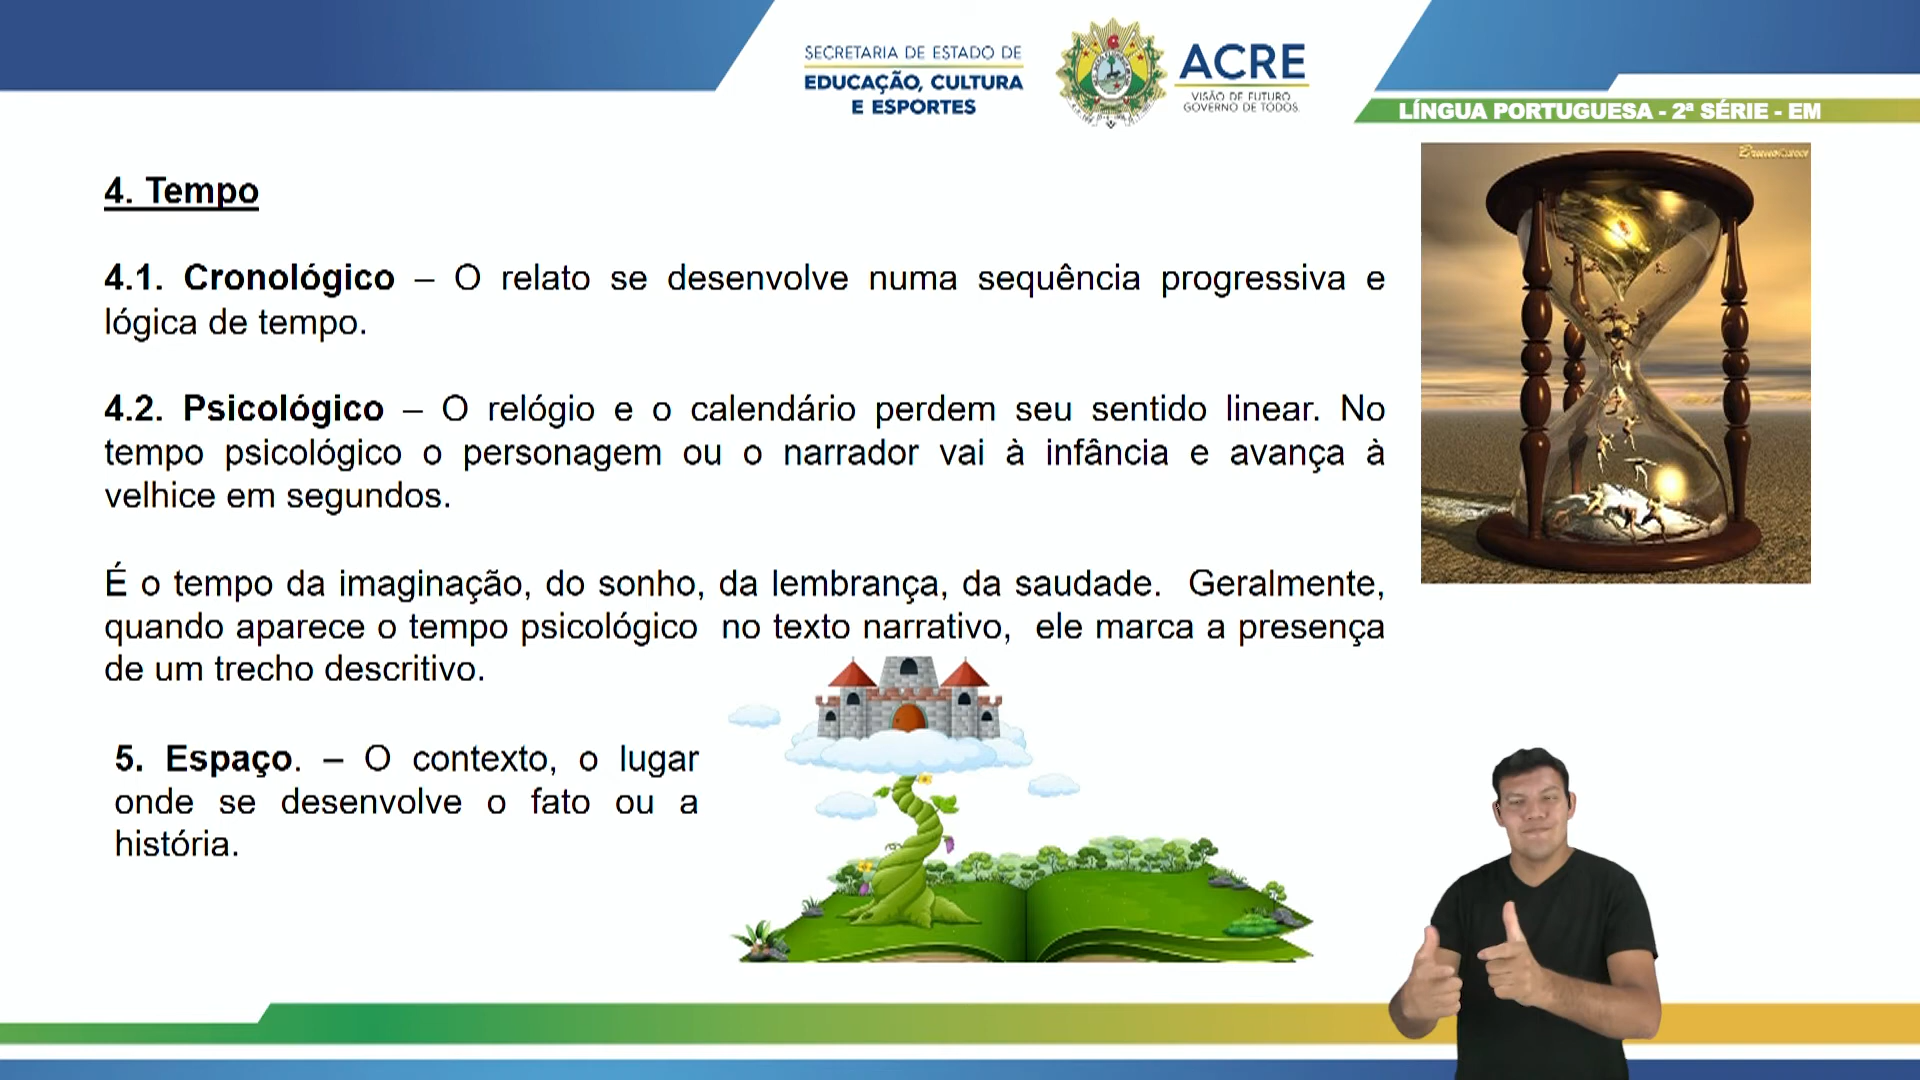 SECRETARIA DE ESTADO DE
EDUCAÇÃO, CULTURA
E ESPORTES
ACRE
VISÃO DE FUTURO
GOVERNO DE TODOS
LÍNGUA PORTUGUESA - 2ª SÉRIE - EM
4. Tempo
4.1. Cronológico – O relato se desenvolve numa sequência progressiva e
lógica de tempo.
4.2. Psicológico – O relógio e o calendário perdem seu sentido linear. No
tempo psicológico o personagem ou o narrador vai à infância e avança à
velhice em segundos.
É o tempo da imaginação, do sonho, da lembrança, da saudade. Geralmente,
quando aparece o tempo psicológico no texto narrativo, ele marca a presença
de um trecho descritivo.
5. Espaço. – O contexto, o lugar
onde se desenvolve o fato ou a
história.